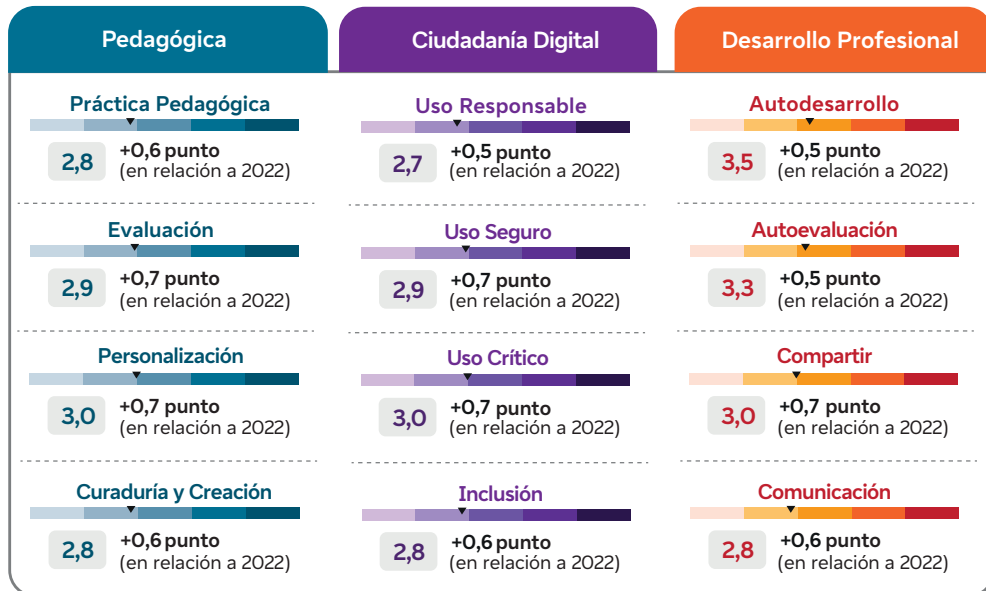 Pedagógica
Práctica Pedagógica
2,8
+0,6 punto
(en relación a 2022)
Evaluación
2,9
+0,7 punto
(en relación a 2022)
Personalización
3,0
+0,7 punto
(en relación a 2022)
Curaduría y Creación
2,8
+0,6 punto
(en relación a 2022)
Ciudadanía Digital
Uso Responsable
2,7
+0,5 punto
(en relación a 2022)
Uso Seguro
2,9
+0,7 punto
(en relación a 2022)
Uso Crítico
3,0
+0,7 punto
(en relación a 2022)
Inclusión
2,8
+0,6 punto
(en relación a 2022)
Desarrollo Profesional
Autodesarrollo
3,5
+0,5 punto
(en relación a 2022)
Autoevaluación
3,3
+0,5 punto
(en relación a 2022)
Compartir
3,0
+0,7 punto
(en relación a 2022)
Comunicación
2,8
+0,6 punto
(en relación a 2022)